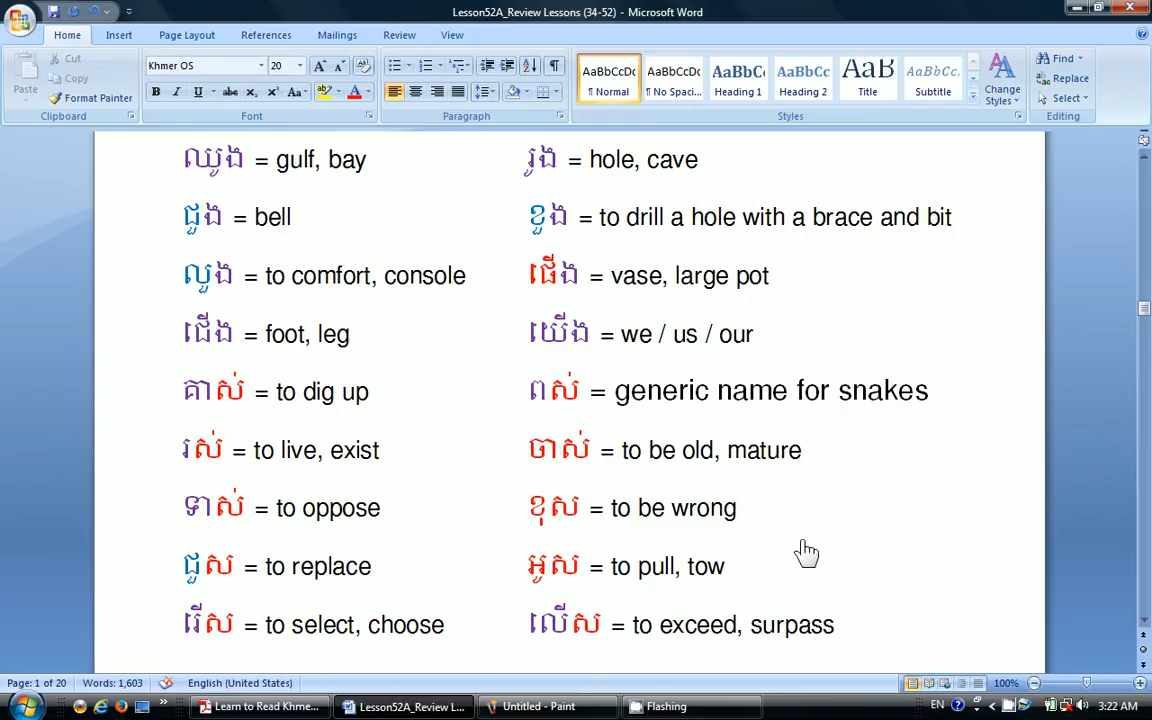 Lesson52A_Review Lessons (34-52) - Microsoft Word
Home Insert Page Layout References Mailings Review View
Cut
Copy
Format Painter
Paste
Khmer OS 20
AaBbCcDc AaBbCcDc AaBbCc AaBbCc AaB AaBbCc.
¶ Normal ¶ No Spaci... Heading 1 Heading 2 Title Subtitle
Change Styles
Find
Replace
Select
Clipboard Font Paragraph Styles Editing
ឈូង = gulf, bay រូង = hole, cave
ជួង = bell ខួង = to drill a hole with a brace and bit
លួង = to comfort, console ផើង = vase, large pot
ជើង = foot, leg យើង = we / us / our
គាស់ = to dig up ពស់ = generic name for snakes
រស់ = to live, exist ចាស់ = to be old, mature
ទាស់ = to oppose ខុស = to be wrong
ជួស = to replace អូស = to pull, tow
រើស = to select, choose លើស = to exceed, surpass
Page: 1 of 20 Words: 1,603 English (United States) 100%
Learn to Read Khme... Lesson52A_Review L... Untitled - Paint Flashing EN 3:22 AM